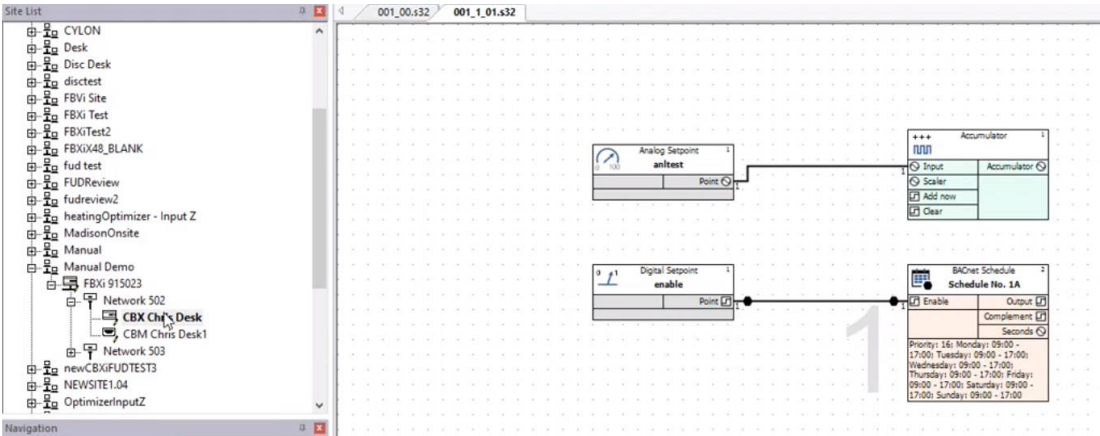 Site List
CYLON
Desk
Disc Desk
disctest
FBVi Site
FBXi Test
FBXiTest2
FBXiX48_BLANK
fud test
FUDReview
fudreview2
heatingOptimizer - Input Z
MadisonOnsite
Manual
Manual Demo
FBXi 915023
Network 502
CBX Chris Desk
CBM Chris Desk1
Network 503
newCBXiFUDTEST3
NEWSITE1.04
OptimizerInputZ
Navigation
001_00.s32
001_1_01.s32
Analog Setpoint 1
anltest
0 100
Point
1
+++ Accumulator 1
1
Input Accumulator
Scaler
Add now
Clear
0 1 Digital Setpoint 1
enable
Point
1
BACnet Schedule 2
Schedule No. 1A
1
Enable Output
Complement
Seconds
Priority: 16: Monday: 09:00 -
17:00; Tuesday: 09:00 - 17:00;
Wednesday: 09:00 - 17:00;
Thursday: 09:00 - 17:00; Friday:
09:00 - 17:00; Saturday: 09:00 -
17:00; Sunday: 09:00 - 17:00
1